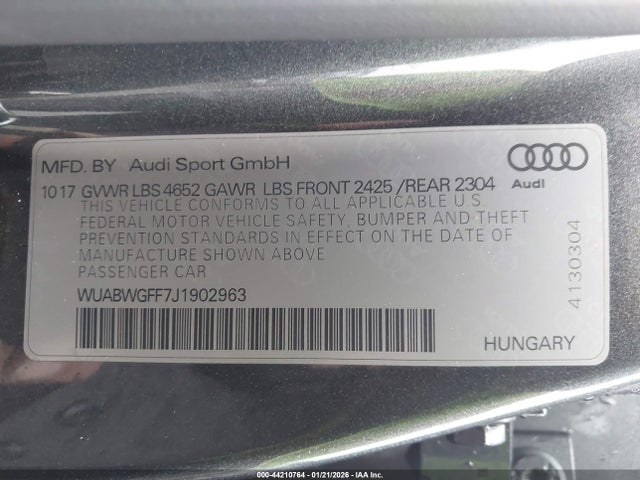 MFD. BY Audi Sport GmbH
10 17 GVWR LBS 4652 GAWR LBS FRONT 2425 /REAR 2304
Audi
THIS VEHICLE CONFORMS TO ALL APPLICABLE U.S
FEDERAL MOTOR VEHICLE SAFETY, BUMPER AND THEFT
PREVENTION STANDARDS IN EFFECT ON THE DATE OF
MANUFACTURE SHOWN ABOVE
PASSENGER CAR
WUABWGFF7J1902963
4130304
HUNGARY
000-44210764 | 01/21/2026 - IAA Inc.